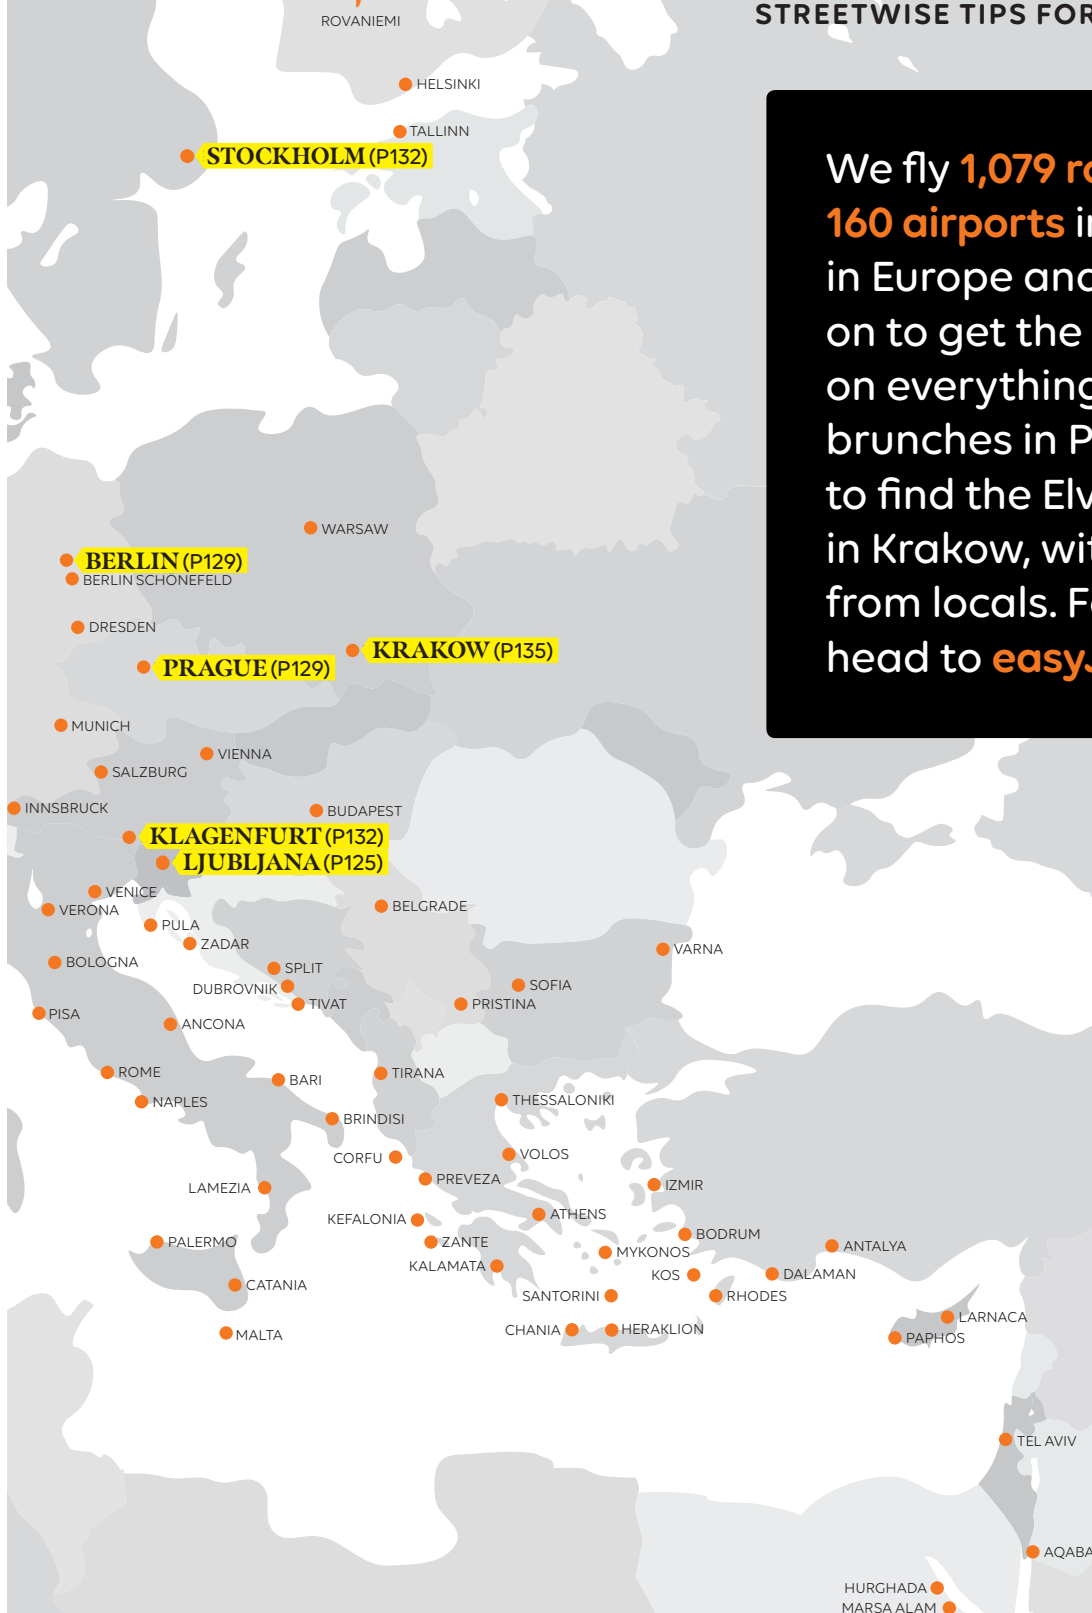 STREETWISE TIPS FOR
ROVANIEMI
HELSINKI
TALLINN
STOCKHOLM (P132)
We fly 1,079
160 airports
in Europe and
on to get the
on everything
brunches in
to find the
in Krakow,
from locals.
head to
WARSAW
BERLIN (P129)
BERLIN SCHÖNEFELD
DRESDEN
KRAKOW (P135)
PRAGUE (P129)
MUNICH
VIENNA
SALZBURG
INNSBRUCK
BUDAPEST
KLAGENFURT (P132)
LJUBLJANA (P125)
VENICE
VERONA
BELGRADE
PULA
ZADAR
VARNA
BOLOGNA
SPLIT
DUBROVNIK
SOFIA
TIVAT
PRISTINA
PISA
ANCONA
ROME
BARI
TIRANA
NAPLES
THESSALONIKI
BRINDISI
CORFU
VOLOS
PREVEZA
LAMEZIA
IZMIR
KEFALONIA
ATHENS
BODRUM
PALERMO
ZANTE
MYKONOS
ANTALYA
KALAMATA
KOS
DALAMAN
CATANIA
SANTORINI
RHODES
LARNACA
CHANIA
HERAKLION
MALTA
PAPHOS
TEL AVIV
AQABA
HURGHADA
MARSA ALAM